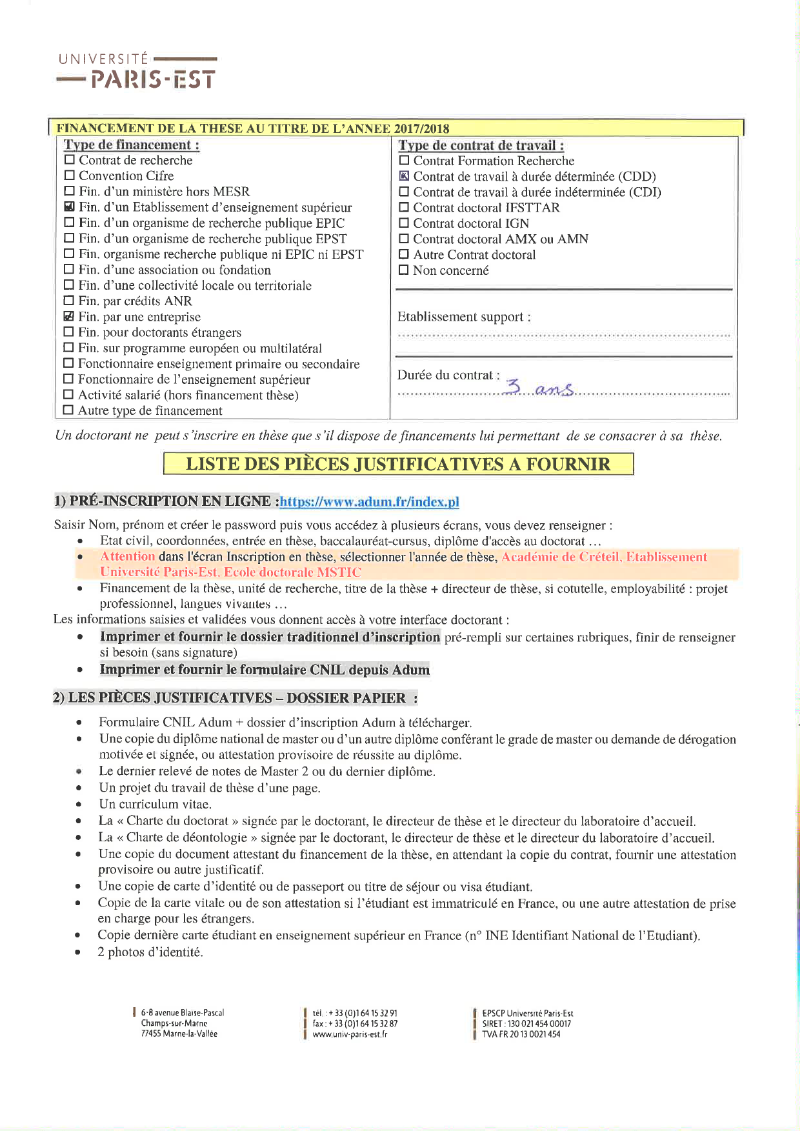 UNIVERSITÉ
PARIS-EST
FINANCEMENT DE LA THESE AU TITRE DE L'ANNEE 2017/2018
Type de financement :
☐ Contrat de recherche
☐ Convention Cifre
☐ Fin. d'un ministère hors MESR
☑ Fin. d'un Etablissement d'enseignement supérieur
☐ Fin. d'un organisme de recherche publique EPIC
☐ Fin. d'un organisme de recherche publique EPST
☐ Fin. organisme recherche publique ni EPIC ni EPST
☐ Fin. d'une association ou fondation
☐ Fin. d'une collectivité locale ou territoriale
☐ Fin. par crédits ANR
☑ Fin. par une entreprise
☐ Fin. pour doctorants étrangers
☐ Fin. sur programme européen ou multilatéral
☐ Fonctionnaire enseignement primaire ou secondaire
☐ Fonctionnaire de l'enseignement supérieur
☐ Activité salarié (hors financement thèse)
☐ Autre type de financement
Type de contrat de travail :
☐ Contrat Formation Recherche
☒ Contrat de travail à durée déterminée (CDD)
☐ Contrat de travail à durée indéterminée (CDI)
☐ Contrat doctoral IFSTTAR
☐ Contrat doctoral IGN
☐ Contrat doctoral AMX ou AMN
☐ Autre Contrat doctoral
☐ Non concerné
Etablissement support :
Durée du contrat :
3 ans
Un doctorant ne peut s'inscrire en thèse que s'il dispose de financements lui permettant de se consacrer à sa thèse.
LISTE DES PIÈCES JUSTIFICATIVES A FOURNIR
1) PRÉ-INSCRIPTION EN LIGNE :https://www.adum.fr/index.pl
Saisir Nom, prénom et créer le password puis vous accédez à plusieurs écrans, vous devez renseigner :
• Etat civil, coordonnées, entrée en thèse, baccalauréat-cursus, diplôme d'accès au doctorat …
• Attention dans l'écran Inscription en thèse, sélectionner l'année de thèse, Académie de Créteil. Etablissement
Université Paris-Est. Ecole doctorale MSTIC
• Financement de la thèse, unité de recherche, titre de la thèse + directeur de thèse, si cotutelle, employabilité : projet
professionnel, langues vivantes …
Les informations saisies et validées vous donnent accès à votre interface doctorant :
• Imprimer et fournir le dossier traditionnel d'inscription pré-rempli sur certaines rubriques, finir de renseigner
si besoin (sans signature)
• Imprimer et fournir le formulaire CNIL depuis Adum
2) LES PIÈCES JUSTIFICATIVES – DOSSIER PAPIER :
• Formulaire CNIL Adum + dossier d'inscription Adum à télécharger.
• Une copie du diplôme national de master ou d'un autre diplôme conférant le grade de master ou demande de dérogation
motivée et signée, ou attestation provisoire de réussite au diplôme.
• Le dernier relevé de notes de Master 2 ou du dernier diplôme.
• Un projet du travail de thèse d'une page.
• Un curriculum vitae.
• La « Charte du doctorat » signée par le doctorant, le directeur de thèse et le directeur du laboratoire d'accueil.
• La « Charte de déontologie » signée par le doctorant, le directeur de thèse et le directeur du laboratoire d'accueil.
• Une copie du document attestant du financement de la thèse, en attendant la copie du contrat, fournir une attestation
provisoire ou autre justificatif.
• Une copie de carte d'identité ou de passeport ou titre de séjour ou visa étudiant.
• Copie de la carte vitale ou de son attestation si l'étudiant est immatriculé en France, ou une autre attestation de prise
en charge pour les étrangers.
• Copie dernière carte étudiant en enseignement supérieur en France (n° INE Identifiant National de l'Etudiant).
• 2 photos d'identité.
6-8 avenue Blaise-Pascal
Champs-sur-Marne
77455 Marne-la-Vallée
tél. : + 33 (0)1 64 15 32 91
fax : + 33 (0)1 64 15 32 87
www.univ-paris-est.fr
EPSCP Université Paris-Est
SIRET : 130 021 454 00017
TVA FR 20 13 0021 454